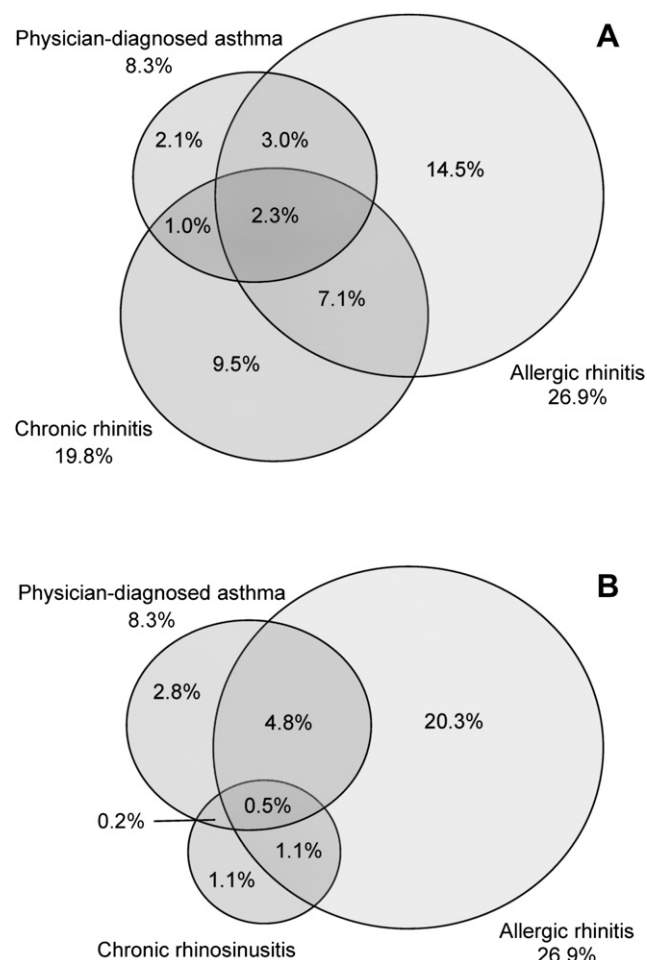 A
Physician-diagnosed asthma
8.3%
2.1%
3.0%
14.5%
1.0%
2.3%
7.1%
9.5%
Allergic rhinitis
26.9%
Chronic rhinitis
19.8%
B
Physician-diagnosed asthma
8.3%
2.8%
4.8%
20.3%
0.5%
0.2%
1.1%
1.1%
Allergic rhinitis
26.9%
Chronic rhinosinusitis